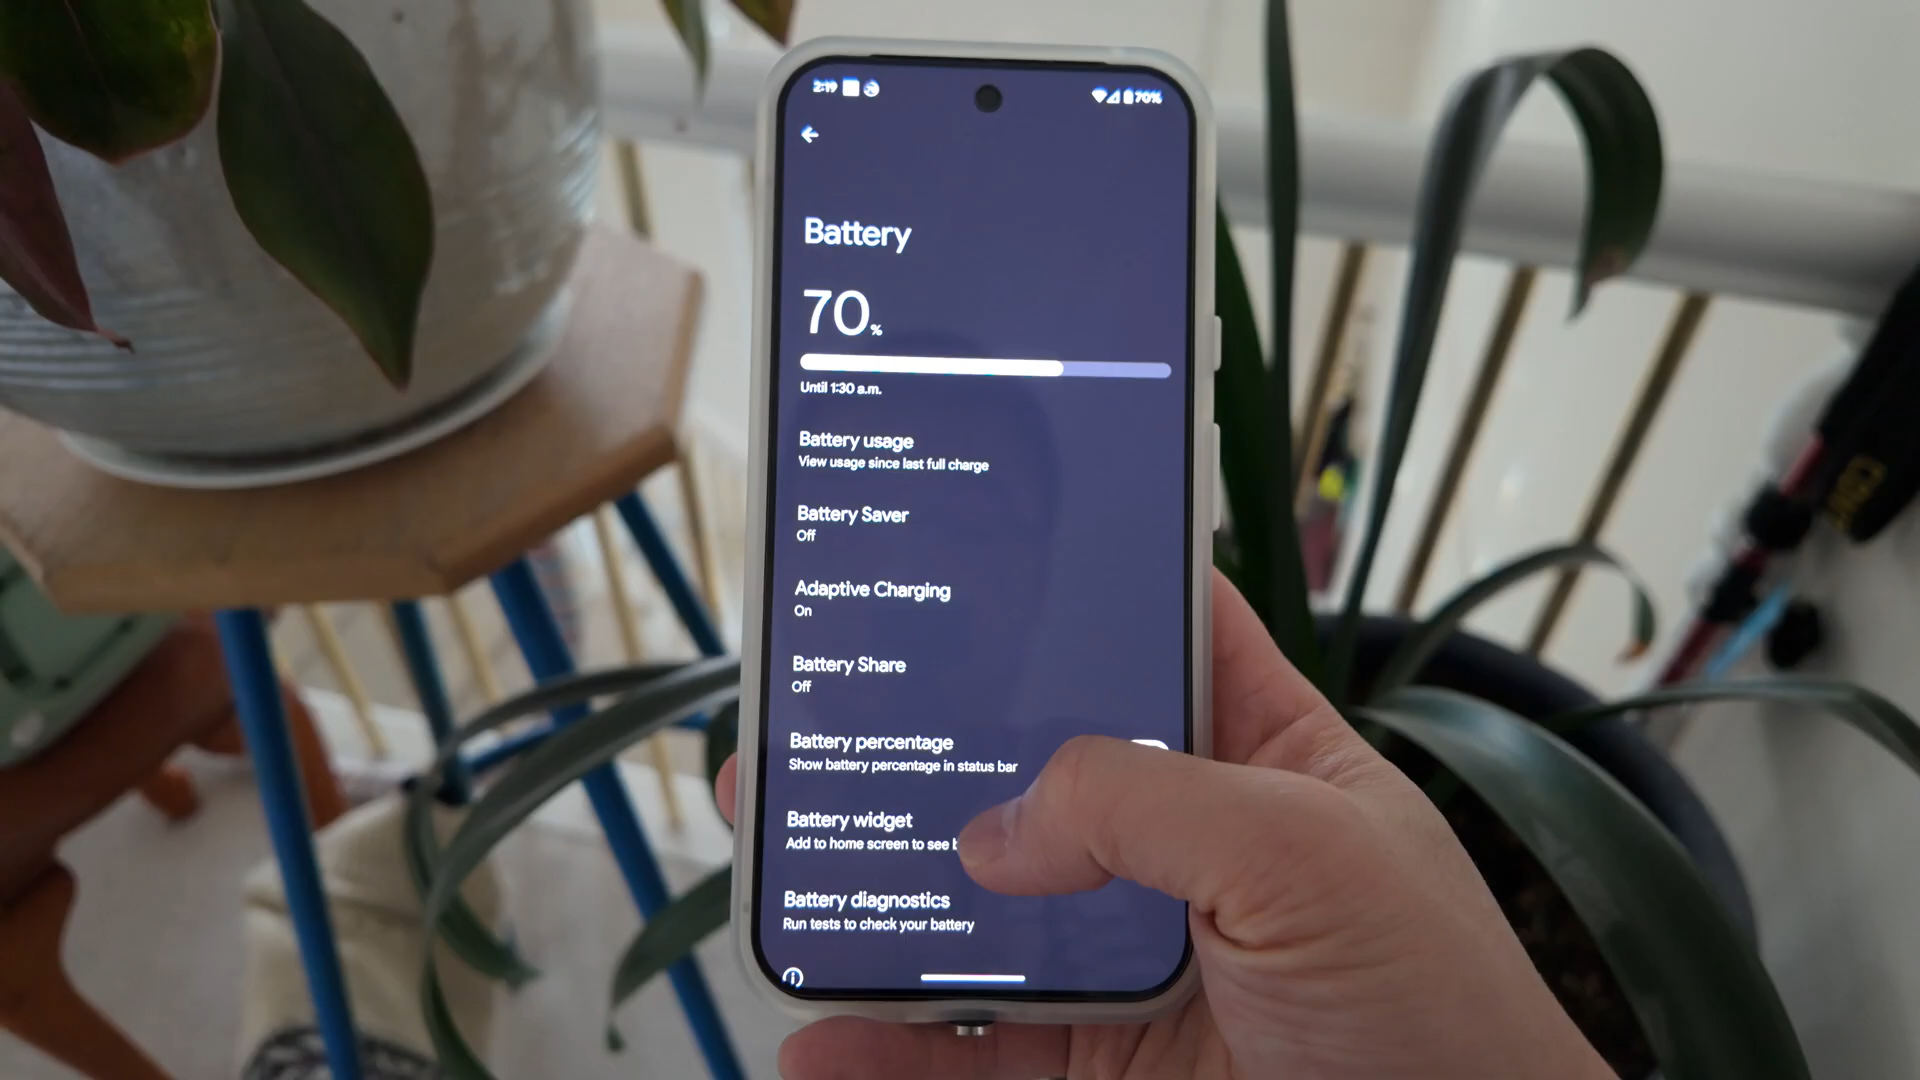 2:19 70%
Battery
70%
Until 1:30 a.m.
Battery usage
View usage since last full charge
Battery Saver
Off
Adaptive Charging
On
Battery Share
Off
Battery percentage
Show battery percentage in status bar
Battery widget
Add to home screen to see
Battery diagnostics
Run tests to check your battery